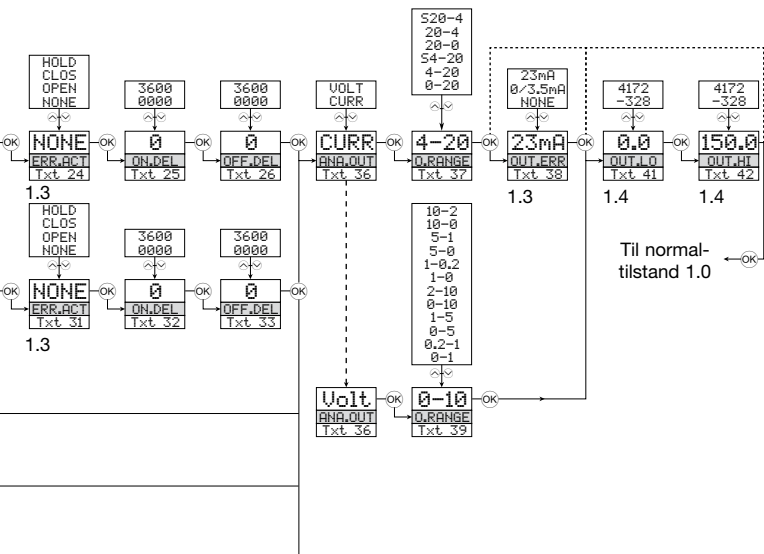 S20-4
20-4
20-0
S4-20
4-20
0-20
HOLD
CLOS
OPEN
NONE
3600
0000
3600
0000
VOLT
CURR
23mA
0/3.5mA
NONE
4172
-328
4172
-328
OK
NONE
ERR.ACT
Txt 24
OK
0
ON.DEL
Txt 25
OK
0
OFF.DEL
Txt 26
OK
CURR
ANA.OUT
Txt 36
OK
4-20
O.RANGE
Txt 37
OK
23mA
OUT.ERR
Txt 38
OK
0.0
OUT.LO
Txt 41
OK
150.0
OUT.HI
Txt 42
1.3
1.3
1.4
1.4
HOLD
CLOS
OPEN
NONE
3600
0000
3600
0000
OK
NONE
ERR.ACT
Txt 31
OK
0
ON.DEL
Txt 32
OK
0
OFF.DEL
Txt 33
OK
1.3
10-2
10-0
5-1
5-0
1-0.2
1-0
2-10
0-10
1-5
0-5
0.2-1
0-1
Til normal-
tilstand 1.0
OK
Volt
ANA.OUT
Txt 36
OK
0-10
O.RANGE
Txt 39
OK